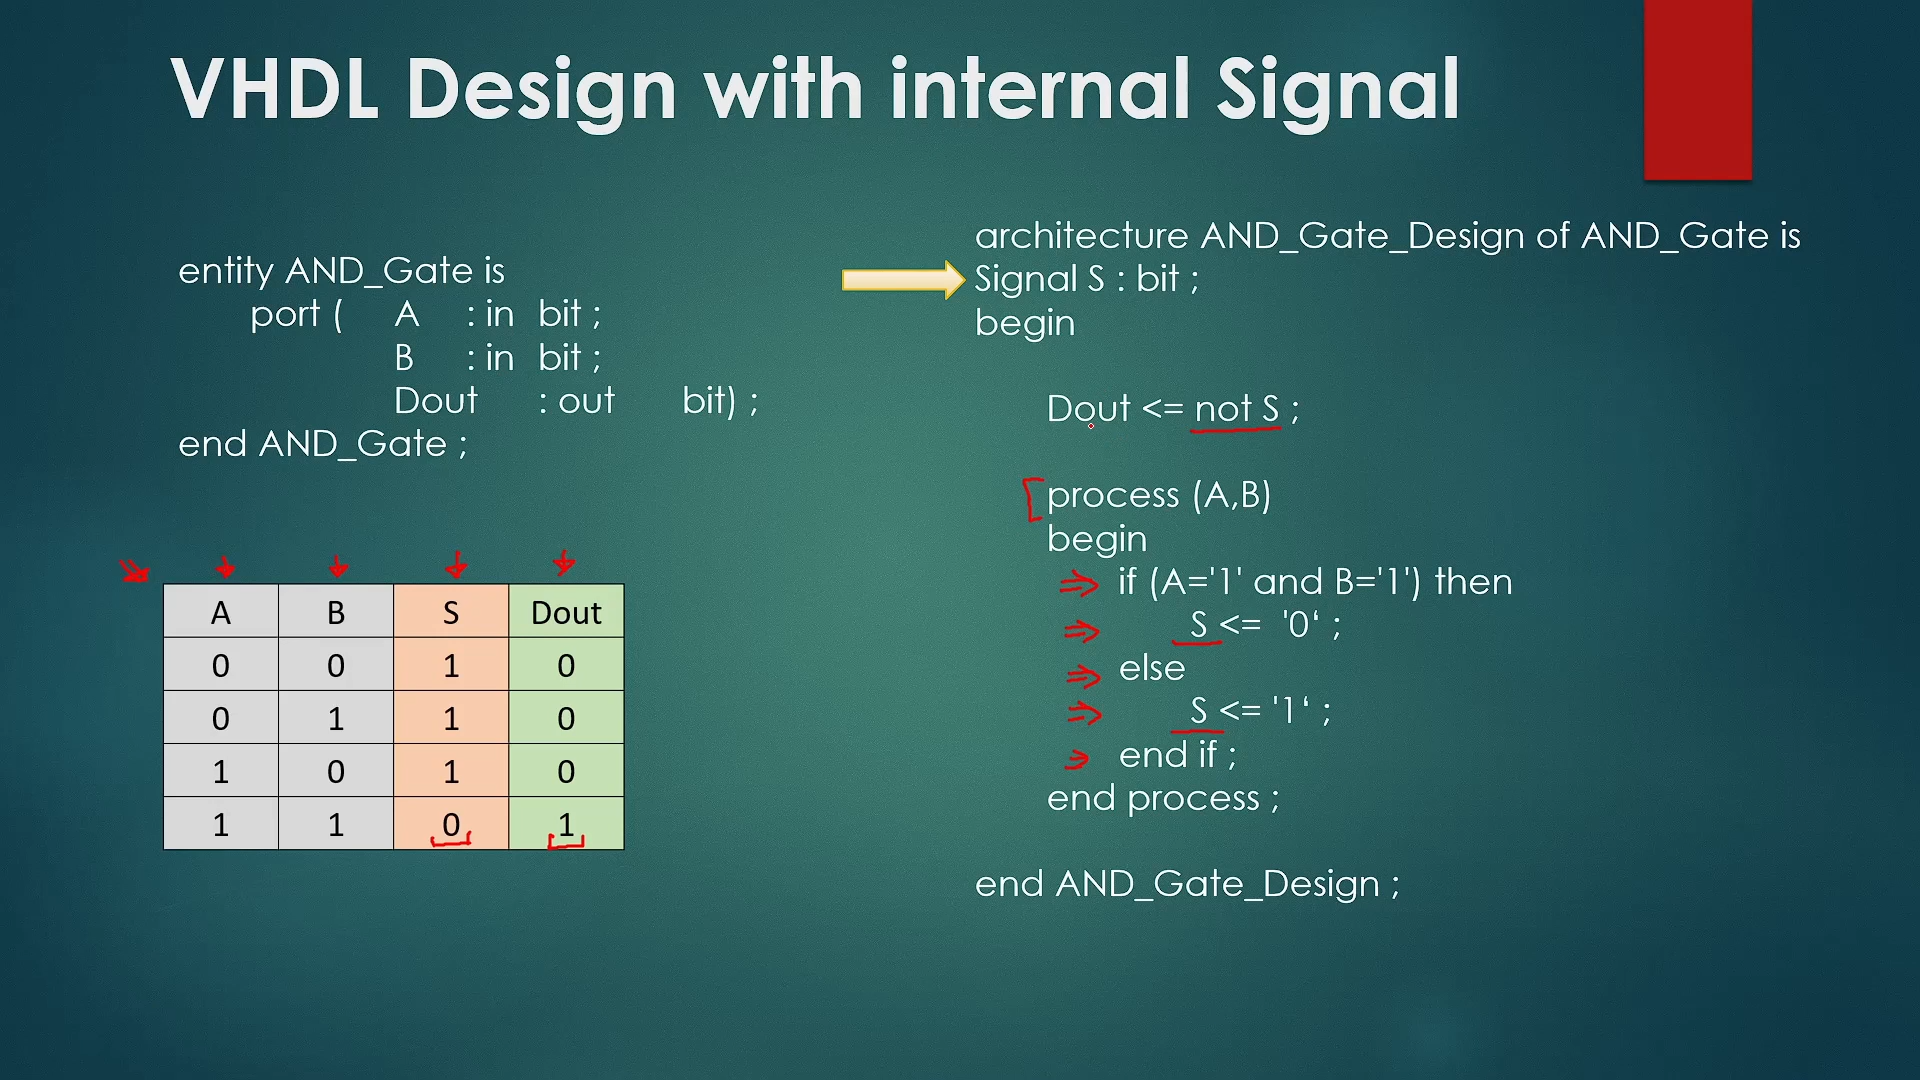 VHDL Design with internal Signal
entity AND_Gate is
port ( A : in bit ;
B : in bit ;
Dout : out bit) ;
end AND_Gate ;
A B S Dout
0 0 1 0
0 1 1 0
1 0 1 0
1 1 0 1
architecture AND_Gate_Design of AND_Gate is
Signal S : bit ;
begin
Dout <= not S ;
process (A,B)
begin
if (A='1' and B='1') then
S <= '0‘ ;
else
S <= '1‘ ;
end if ;
end process ;
end AND_Gate_Design ;